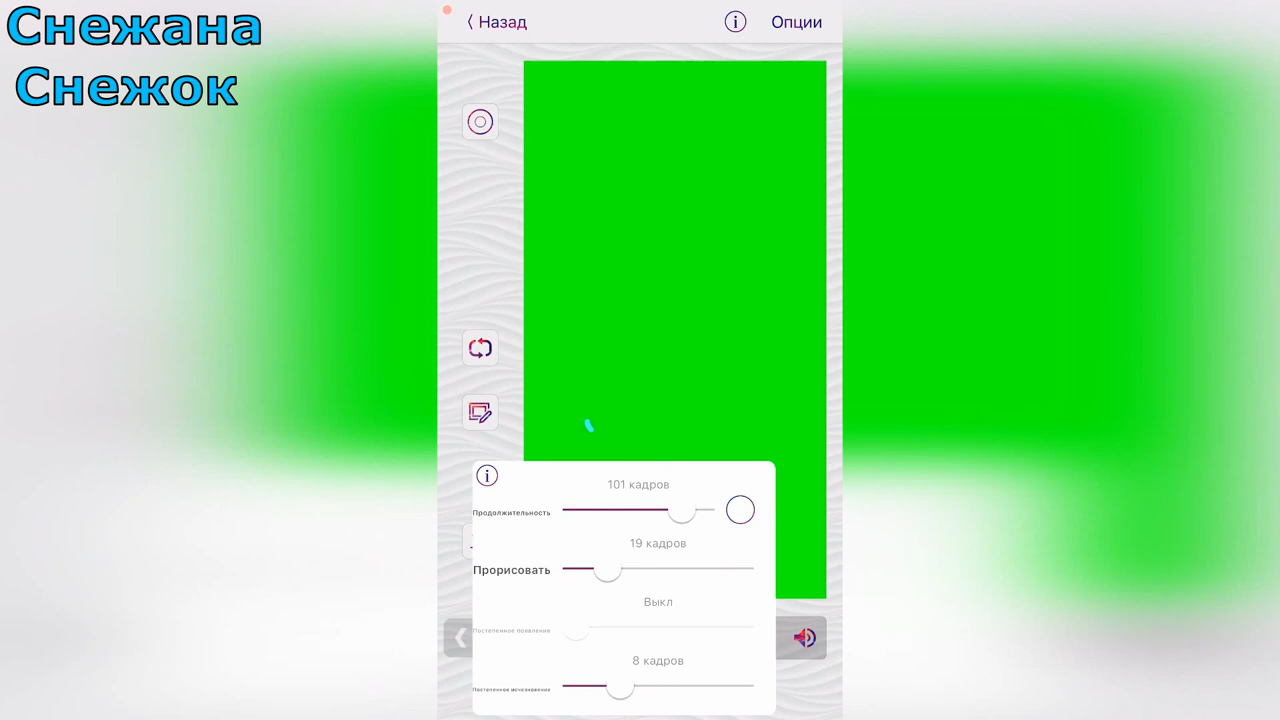 Снежана
Снежок
Назад
Опции
101 кадров
Продолжительность
19 кадров
Прорисовать
Выкл
Постепенное появление
8 кадров
Постепенное исчезновение